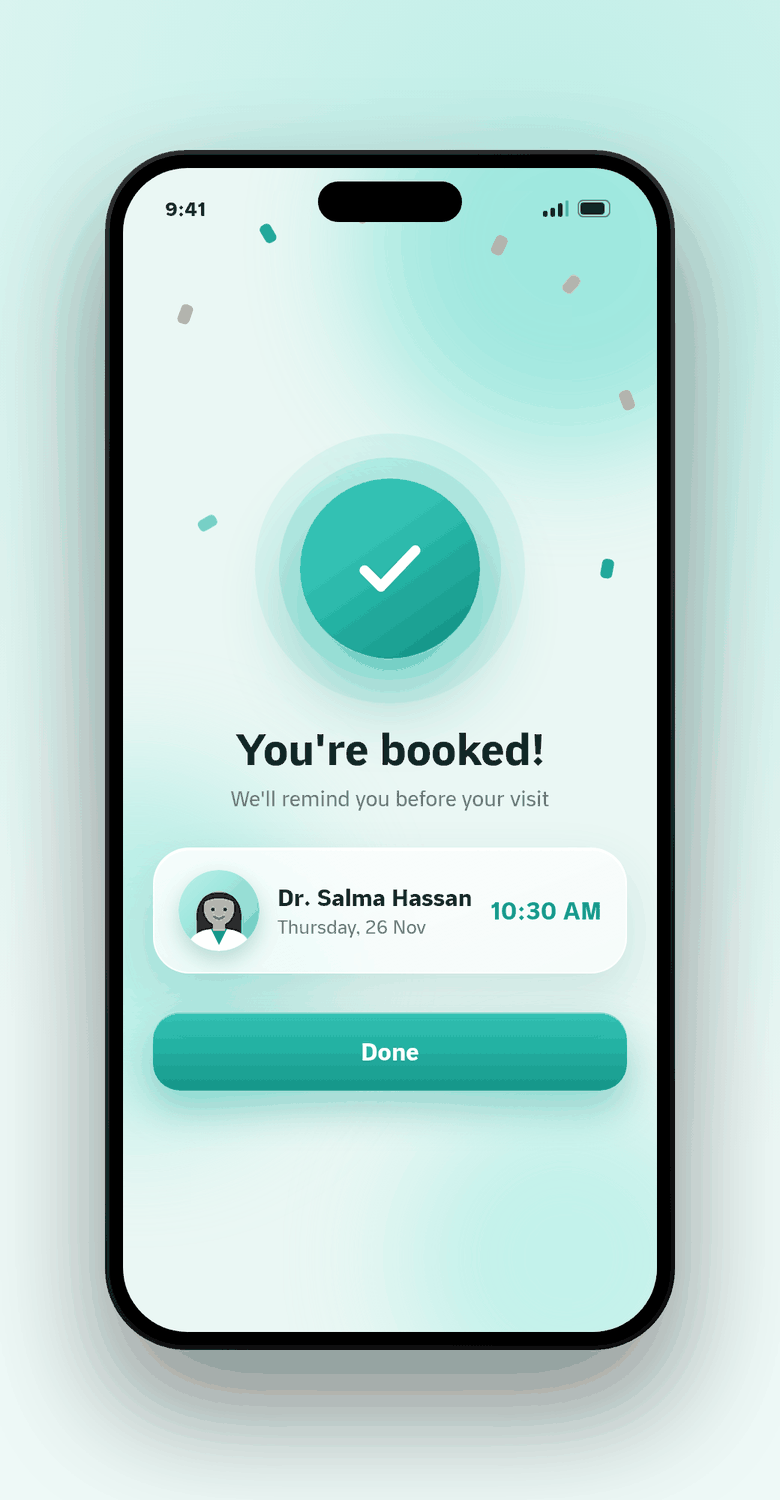 9:41
You're booked!
We'll remind you before your visit
Dr. Salma Hassan
Thursday, 26 Nov
10:30 AM
Done